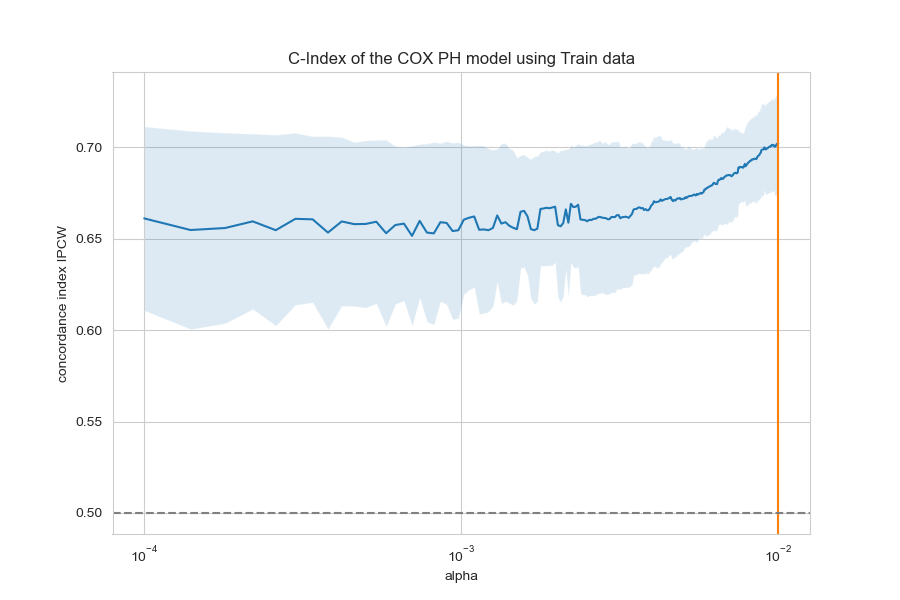 C-Index of the COX PH model using Train data
concordance index IPCW
0.70
0.65
0.60
0.55
0.50
10⁻⁴
10⁻³
10⁻²
alpha